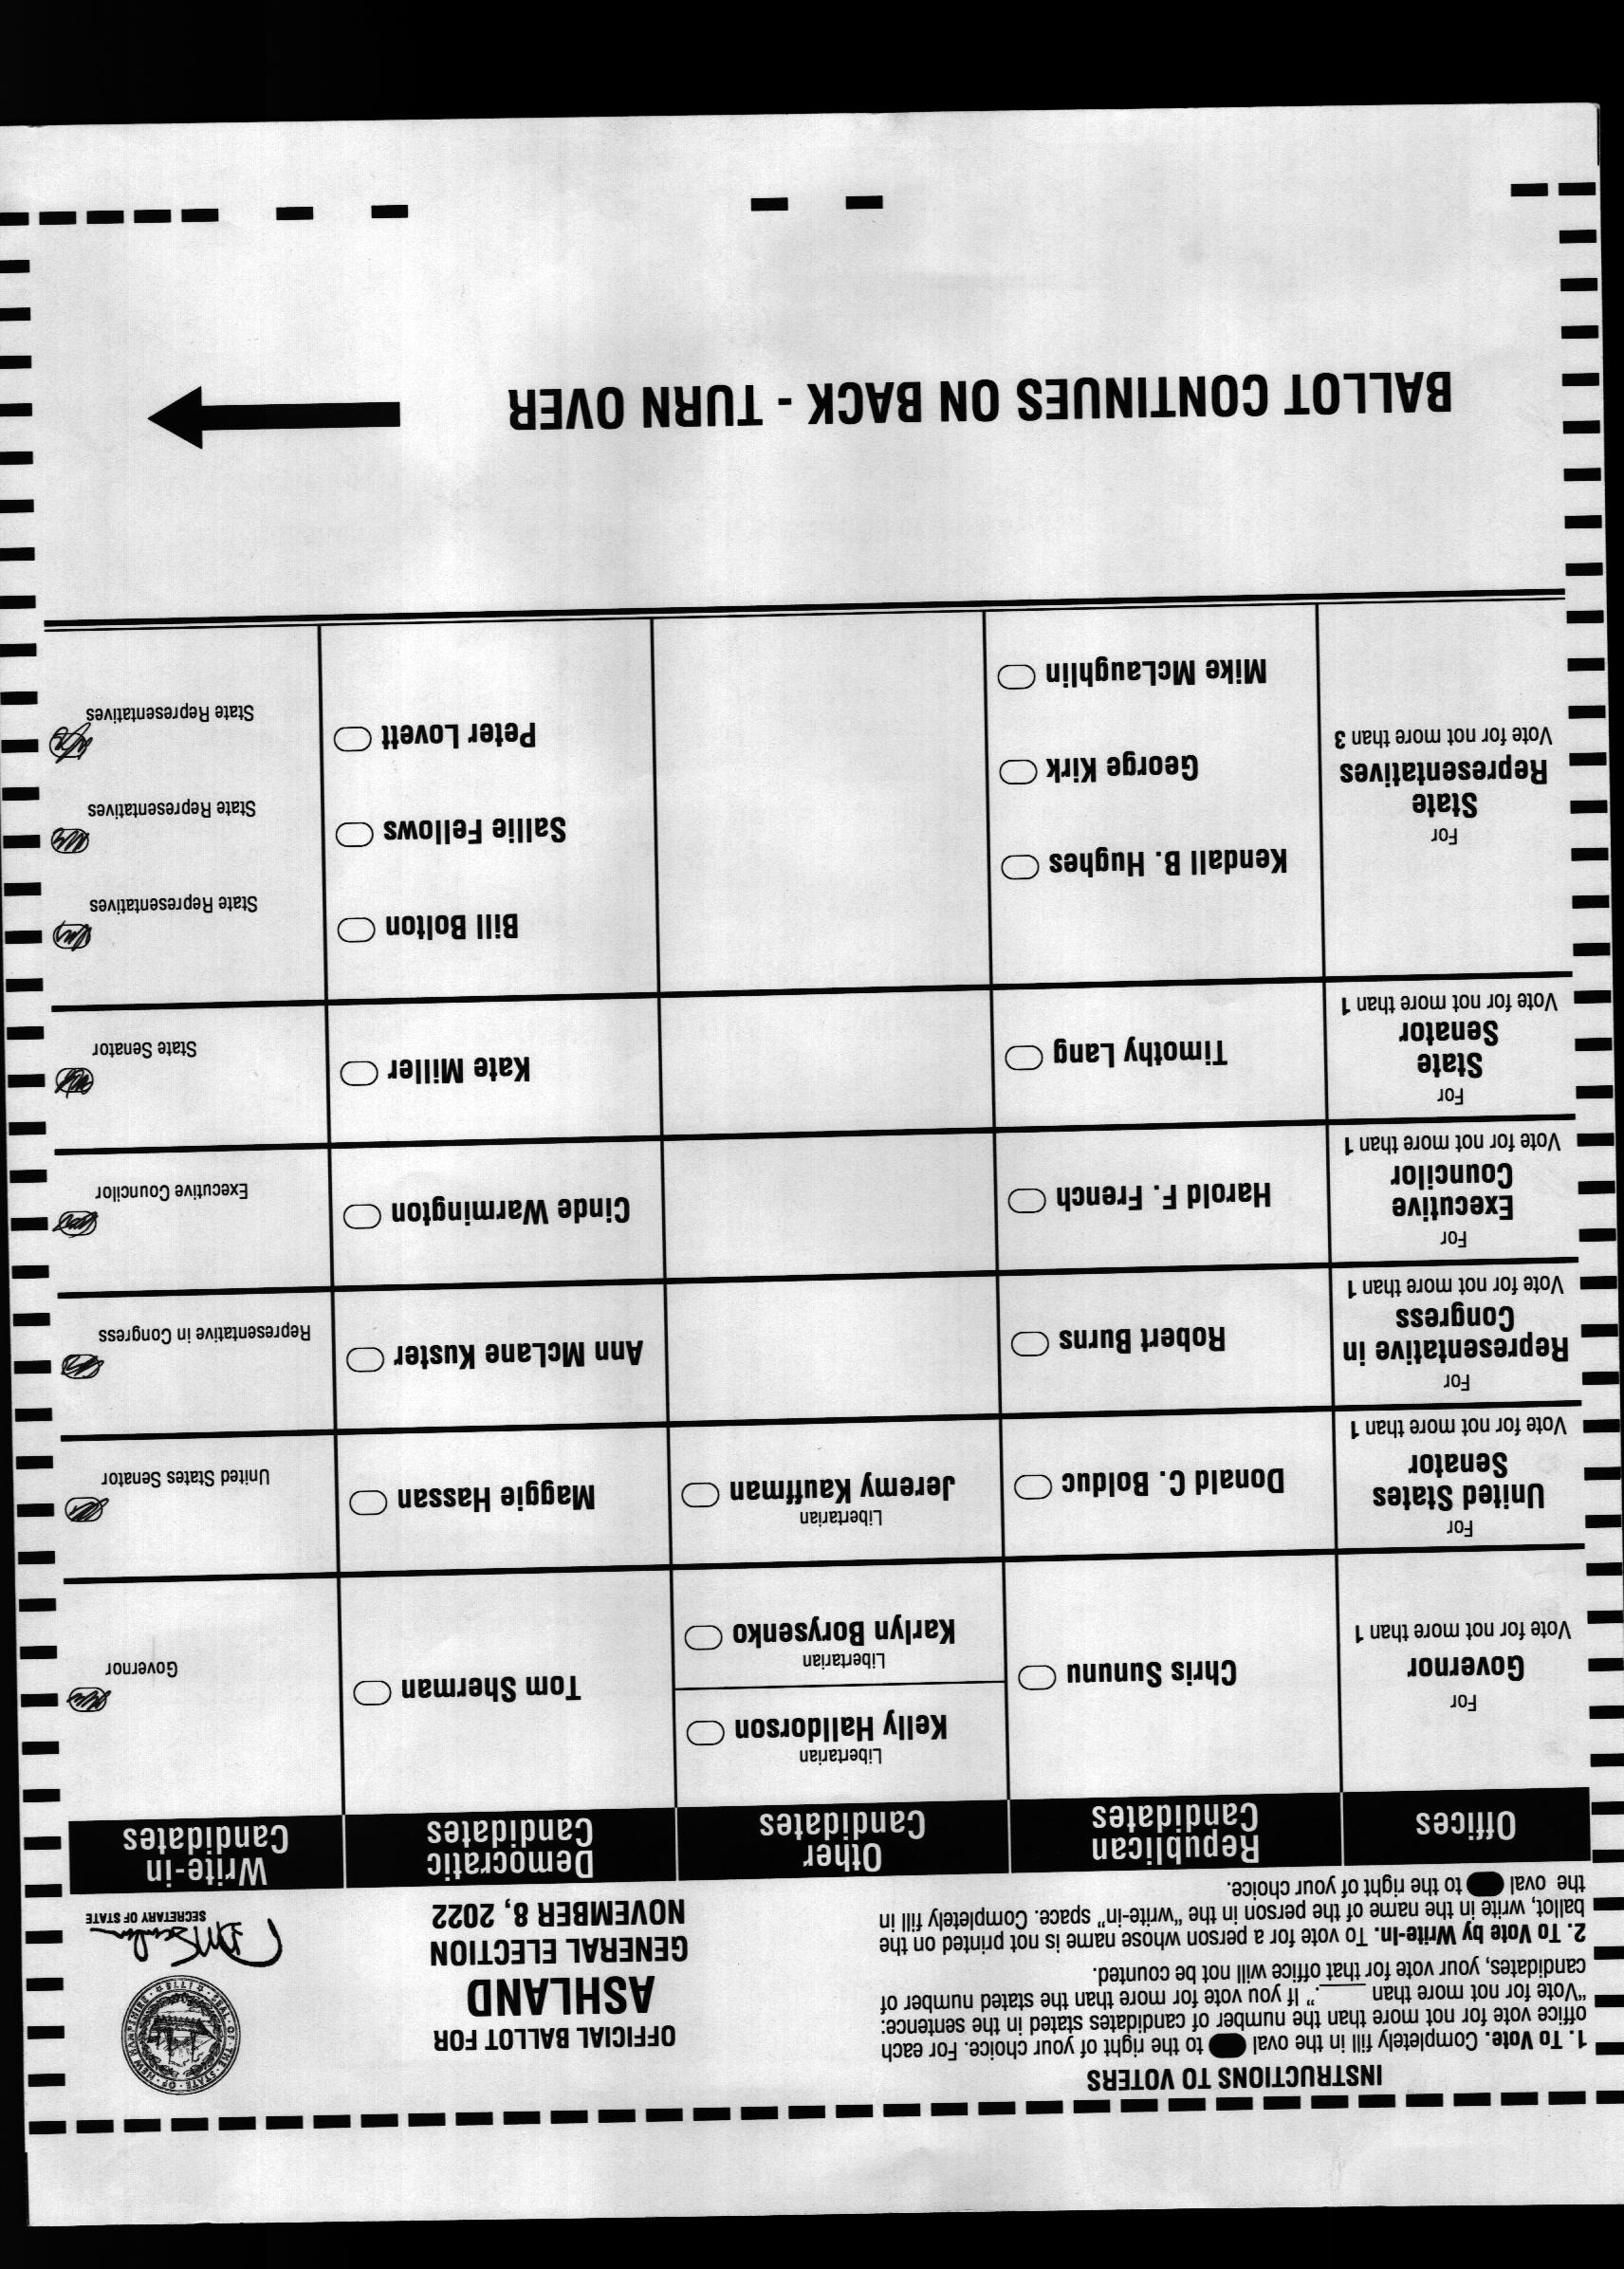 INSTRUCTIONS TO VOTERS
1. To Vote. Completely fill in the oval to the right of your choice. For each
office vote for not more than the number of candidates stated in the sentence:
"Vote for not more than _____." If you vote for more than the stated number of
candidates, your vote for that office will not be counted.
2. To Vote by Write-In. To vote for a person whose name is not printed on the
ballot, write in the name of the person in the "write-in" space. Completely fill in
the oval to the right of your choice.
OFFICIAL BALLOT FOR
ASHLAND
GENERAL ELECTION
NOVEMBER 8, 2022
SEAL · OF · THE · STATE · OF · NEW HAMPSHIRE · 1776
SECRETARY OF STATE
Offices
Republican
Candidates
Other
Candidates
Democratic
Candidates
Write-in
Candidates
For
Governor
Vote for not more than 1
Chris Sununu
Libertarian
Kelly Halldorson
Libertarian
Karlyn Borysenko
Tom Sherman
Governor
For
United States
Senator
Vote for not more than 1
Donald C. Bolduc
Libertarian
Jeremy Kauffman
Maggie Hassan
United States Senator
For
Representative in
Congress
Vote for not more than 1
Robert Burns
Ann McLane Kuster
Representative in Congress
For
Executive
Councilor
Vote for not more than 1
Harold F. French
Cinde Warmington
Executive Councilor
For
State
Senator
Vote for not more than 1
Timothy Lang
Kate Miller
State Senator
For
State
Representatives
Vote for not more than 3
Kendall B. Hughes
George Kirk
Mike McLaughlin
Bill Bolton
Sallie Fellows
Peter Lovett
State Representatives
State Representatives
State Representatives
BALLOT CONTINUES ON BACK - TURN OVER